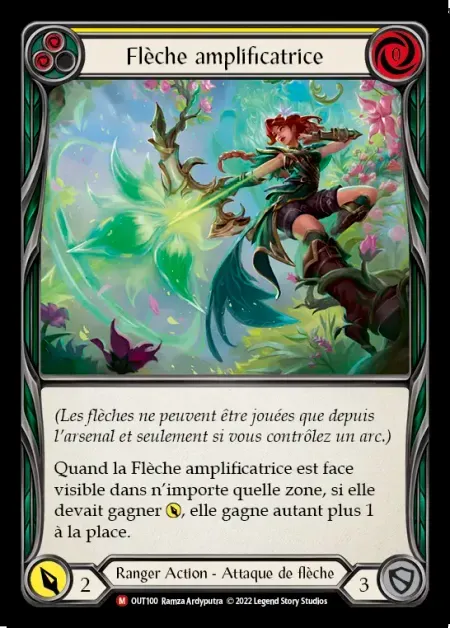 Flèche amplificatrice
0
(Les flèches ne peuvent être jouées que depuis
l'arsenal et seulement si vous contrôlez un arc.)
Quand la Flèche amplificatrice est face
visible dans n'importe quelle zone, si elle
devait gagner , elle gagne autant plus 1
à la place.
2
Ranger Action - Attaque de flèche
3
M OUT100 Ramza Ardyputra © 2022 Legend Story Studios